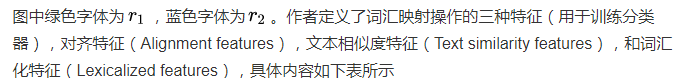 图中绿色字体为 r₁ ，蓝色字体为 r₂ 。作者定义了词汇映射操作的三种特征（用于训练分类
器），对齐特征（Alignment features），文本相似度特征（Text similarity features），和词汇
化特征（Lexicalized features），具体内容如下表所示